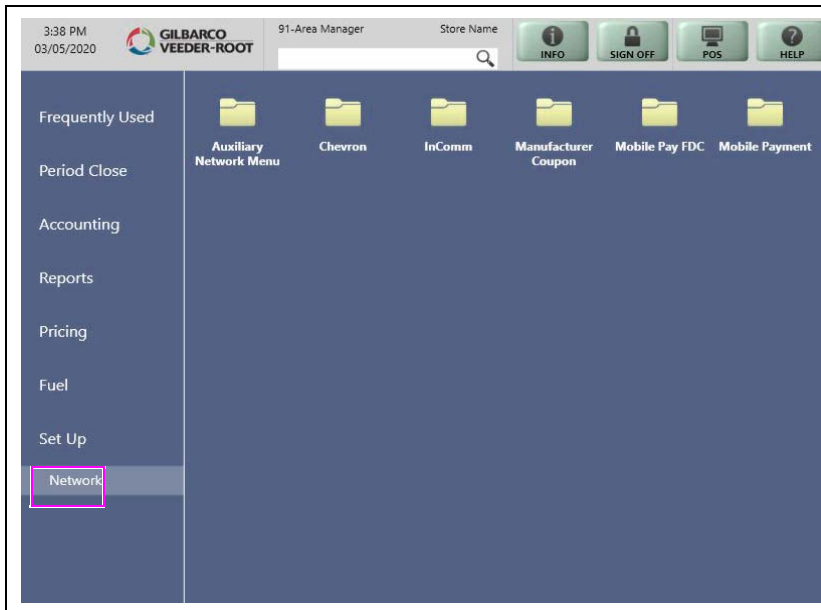 3:38 PM
03/05/2020
GILBARCO
VEEDER-ROOT
91-Area Manager
Store Name
INFO
SIGN OFF
POS
HELP
Frequently Used
Period Close
Accounting
Reports
Pricing
Fuel
Set Up
Network
Auxiliary
Network Menu
Chevron
InComm
Manufacturer
Coupon
Mobile Pay FDC
Mobile Payment